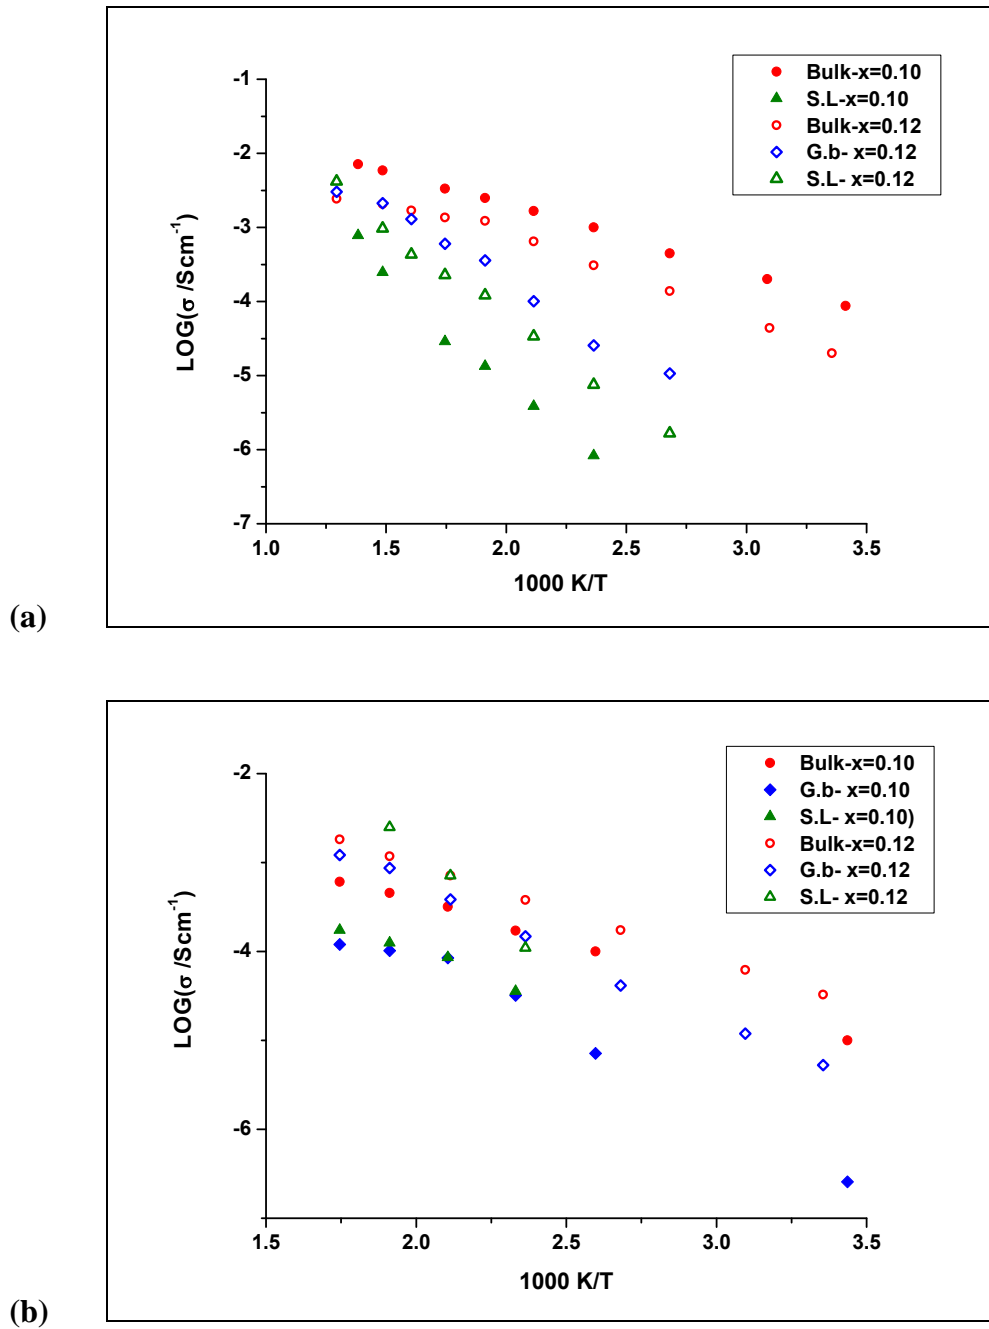 Bulk-x=0.10
S.L-x=0.10
Bulk-x=0.12
G.b- x=0.12
S.L- x=0.12
-1
-2
-3
-4
-5
-6
-7
LOG(σ /Scm⁻¹)
1.0 1.5 2.0 2.5 3.0 3.5
1000 K/T
(a)
Bulk-x=0.10
G.b- x=0.10
S.L- x=0.10)
Bulk-x=0.12
G.b- x=0.12
S.L- x=0.12
-2
-4
-6
LOG(σ /Scm⁻¹)
1.5 2.0 2.5 3.0 3.5
1000 K/T
(b)